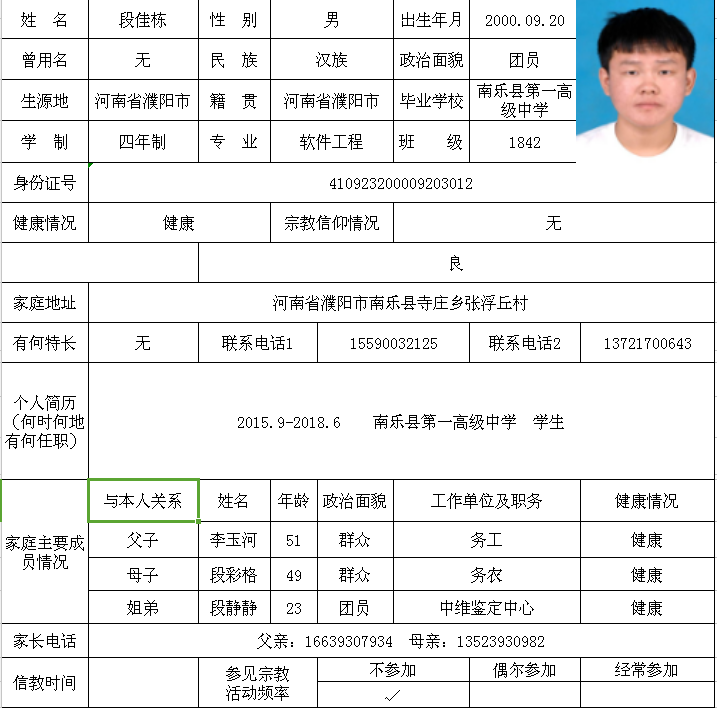 姓 名 段佳栋 性 别 男 出生年月 2000.09.20
曾用名 无 民 族 汉族 政治面貌 团员
生源地 河南省濮阳市 籍 贯 河南省濮阳市 毕业学校 南乐县第一高级中学
学 制 四年制 专 业 软件工程 班 级 1842
身份证号 410923200009203012
健康情况 健康 宗教信仰情况 无
良
家庭地址 河南省濮阳市南乐县寺庄乡张浮丘村
有何特长 无 联系电话1 15590032125 联系电话2 13721700643
个人简历
（何时何地
有何任职）
2015.9-2018.6 南乐县第一高级中学 学生
家庭主要成
员情况
与本人关系 姓名 年龄 政治面貌 工作单位及职务 健康情况
父子 李玉河 51 群众 务工 健康
母子 段彩格 49 群众 务农 健康
姐弟 段静静 23 团员 中维鉴定中心 健康
家长电话 父亲：16639307934 母亲：13523930982
信教时间 参见宗教
活动频率
不参加 偶尔参加 经常参加
✓